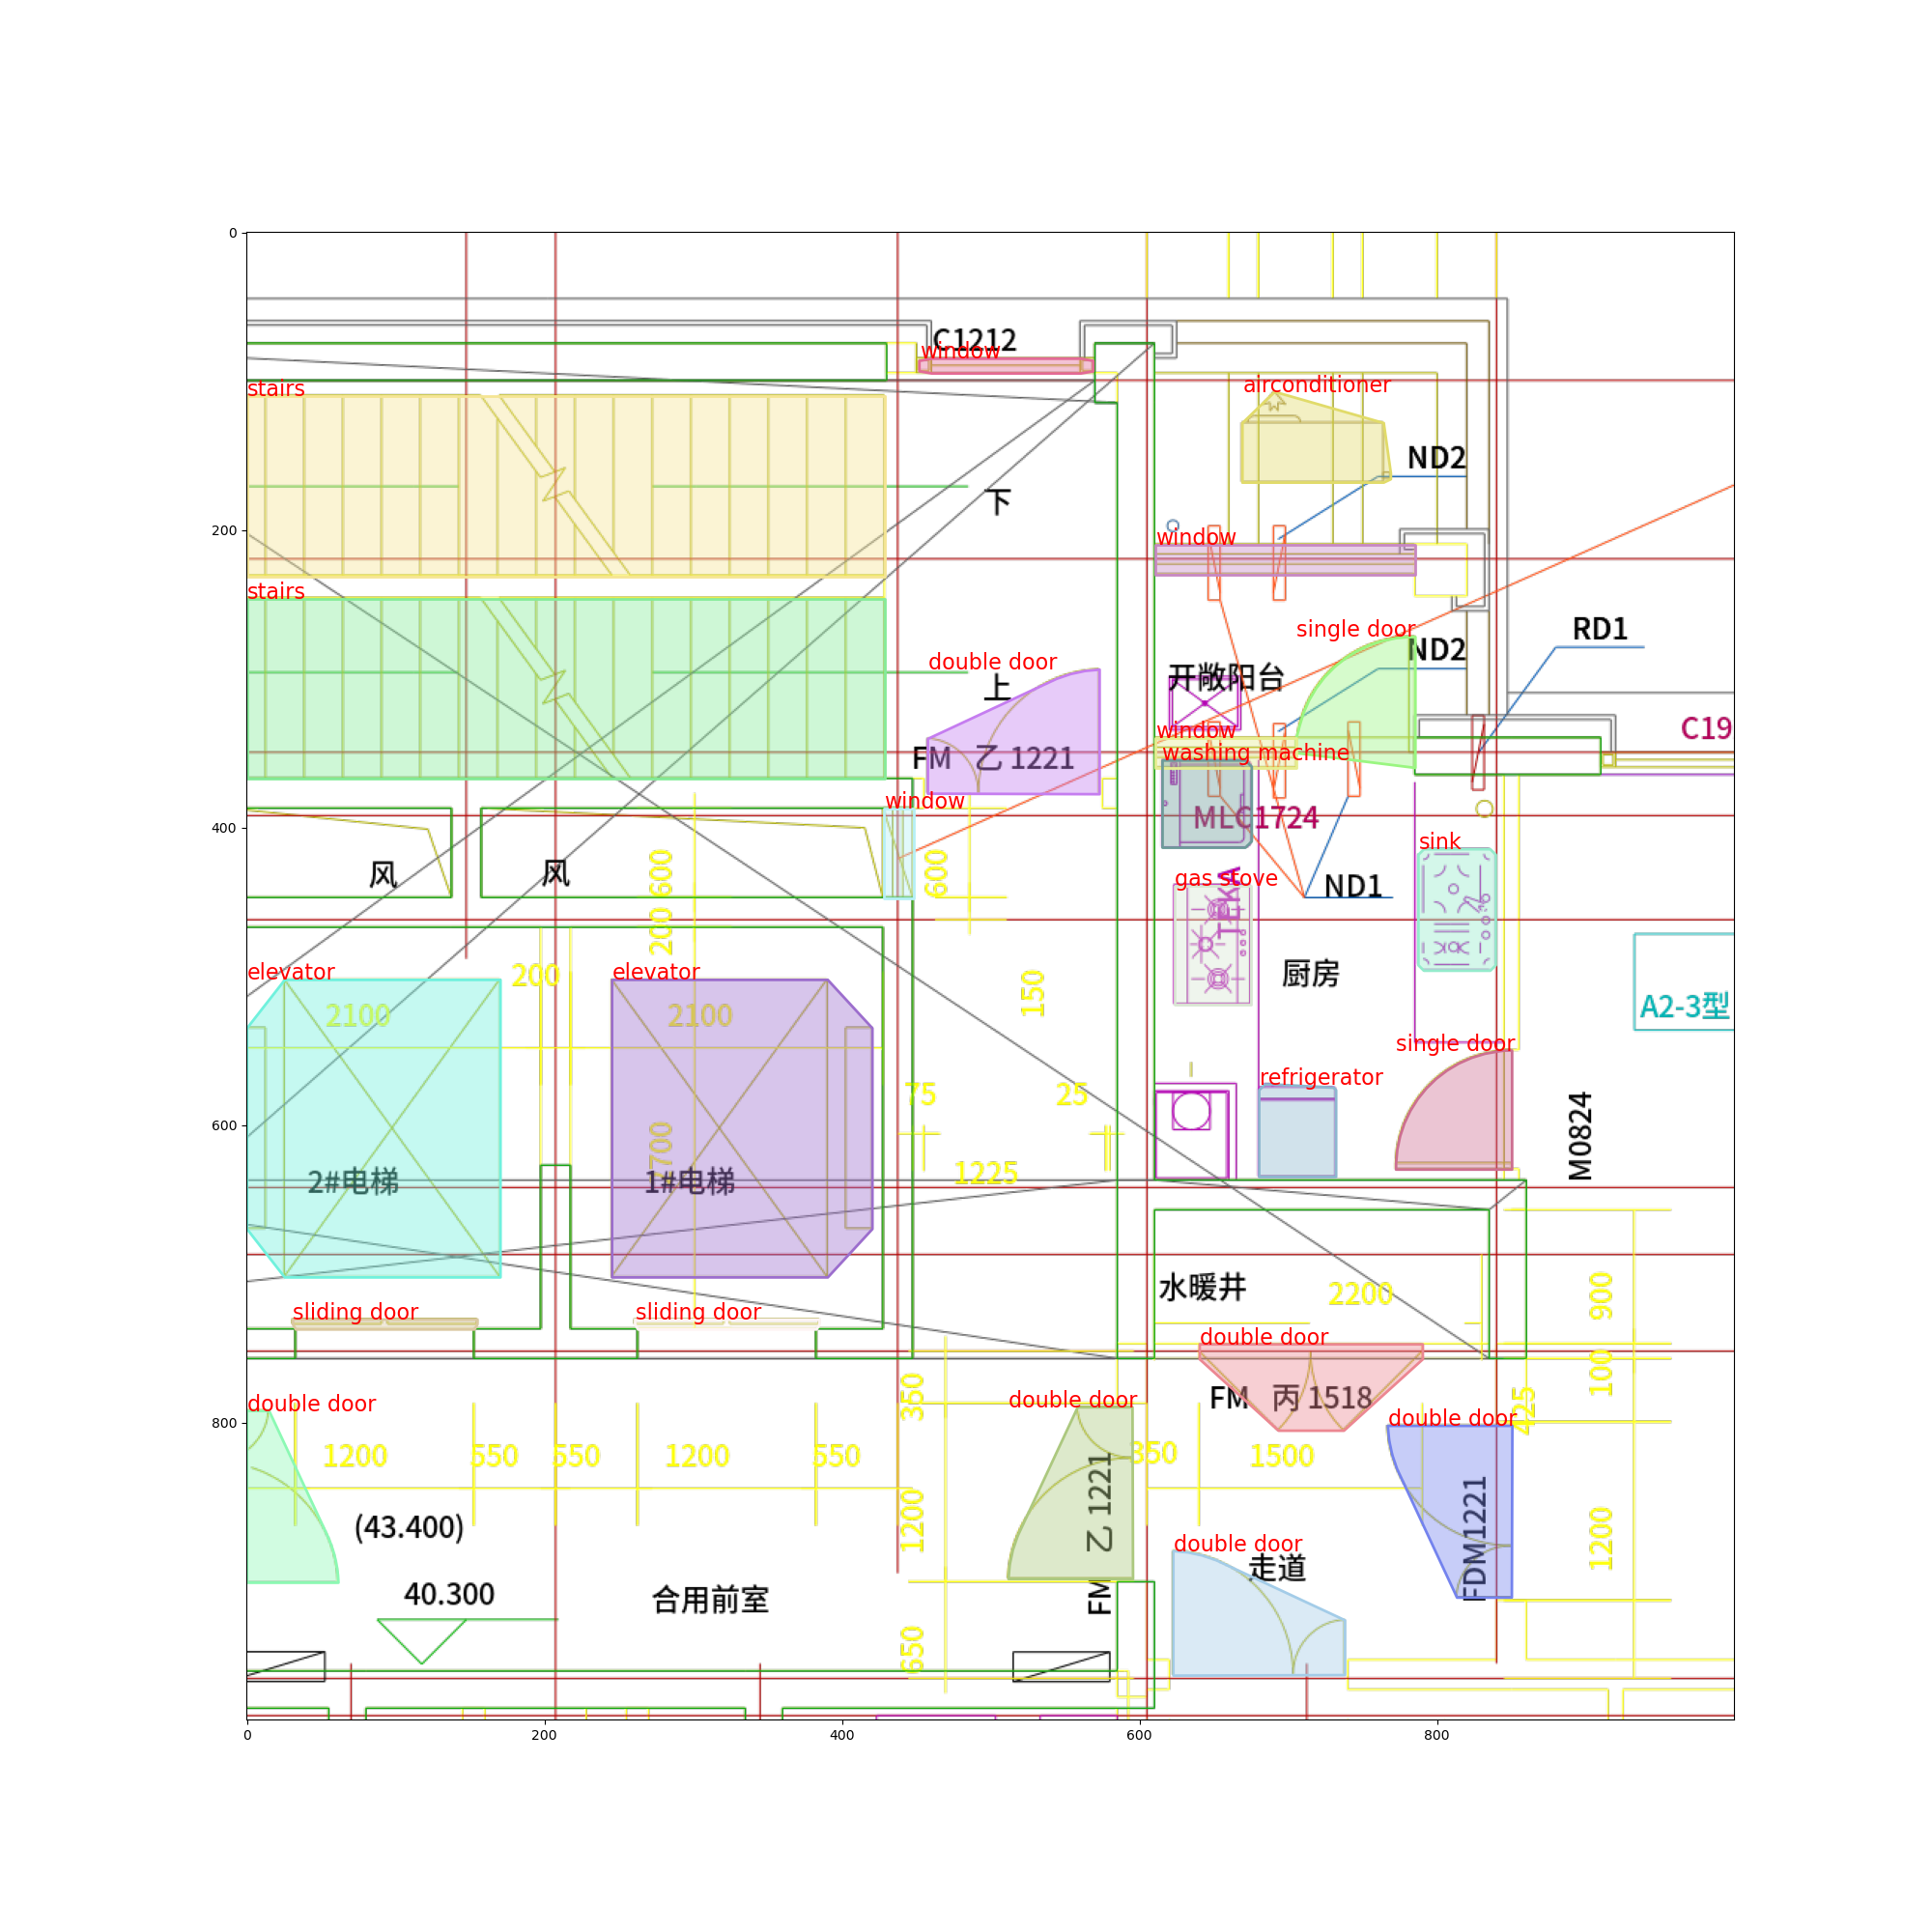 0
C1212
window
stairs
airconditioner
ND2
下
200
window
stairs
single door
RD1
ND2
double door
开敞阳台
上
C19
window
FM 乙 1221
washing machine
window
400
MLC1724
sink
风
风
600
600
gas stove
TEKA
ND1
200
厨房
elevator
200
elevator
150
2100
2100
A2-3型
single door
refrigerator
75
25
600
M0824
1225
2#电梯
1#电梯
水暖井
2200
900
sliding door
sliding door
double door
100
350
FM 丙 1518
double door
double door
double door
425
800
1200
550
550
1200
550
350
1500
乙 1221
FM
FDM1221
1200
1200
(43.400)
double door
走道
40.300
合用前室
650
0
200
400
600
800